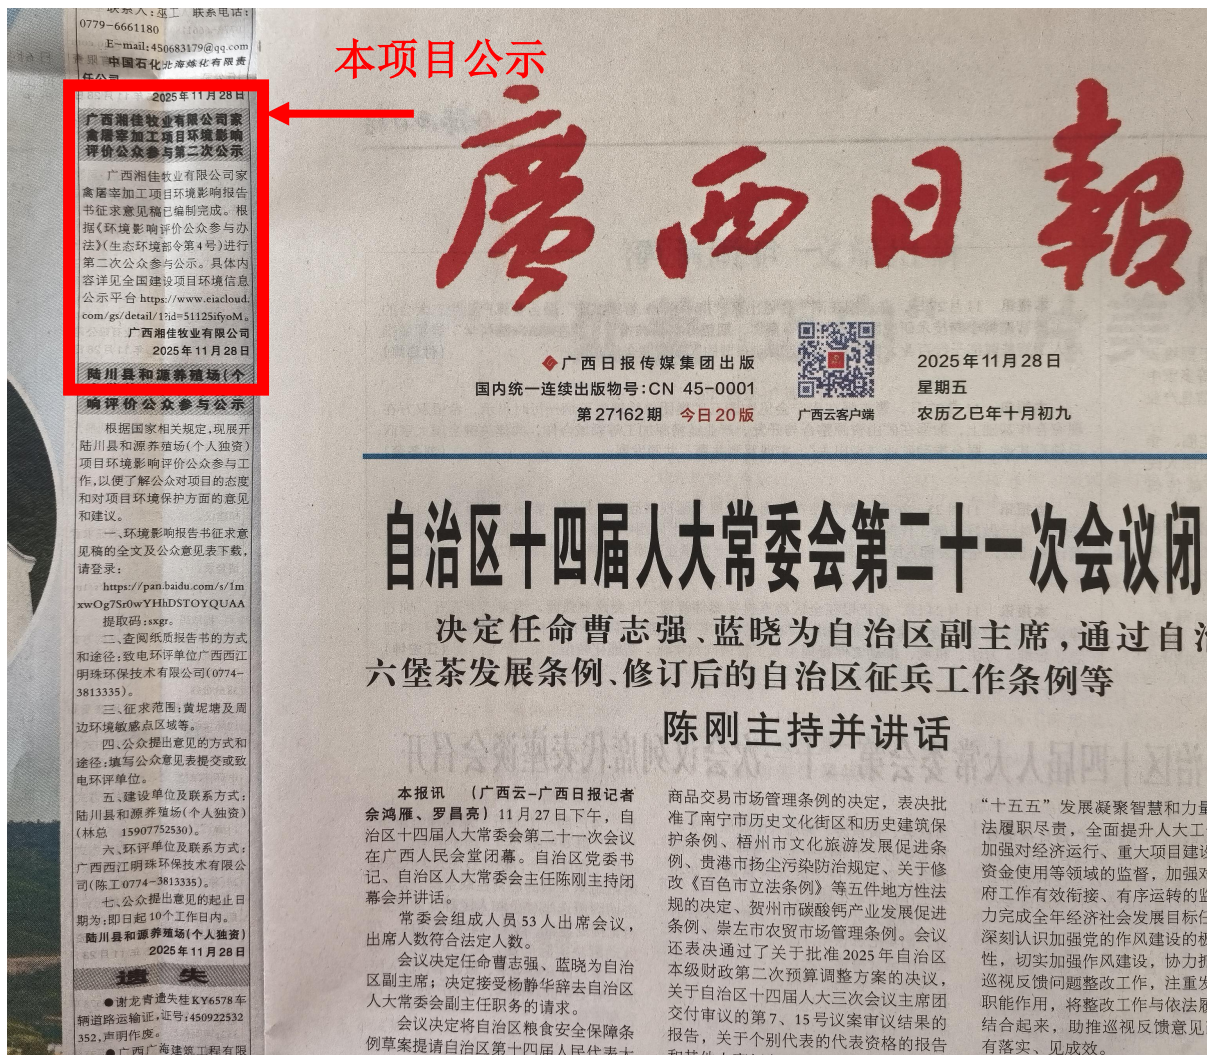 联系人:巫工 联系电话:
0779-6661180
E-mail:450683179@qq.com
中国石化北海炼化有限责
任公司
2025年11月28日
广西湘佳牧业有限公司家
禽屠宰加工项目环境影响
评价公众参与第二次公示
广西湘佳牧业有限公司家
禽屠宰加工项目环境影响报告
书征求意见稿已编制完成。根
据《环境影响评价公众参与办
法》(生态环境部令第4号)进行
第二次公众参与公示。具体内
容详见全国建设项目环境信息
公示平台https://www.eiacloud.
com/gs/detail/1?id=51125ifyoM。
广西湘佳牧业有限公司
2025年11月28日
陆川县和源养殖场(个
响评价公众参与公示
根据国家相关规定,现展开
陆川县和源养殖场(个人独资)
项目环境影响评价公众参与工
作,以便了解公众对项目的态度
和对项目环境保护方面的意见
和建议。
一、环境影响报告书征求意
见稿的全文及公众意见表下载,
请登录:
https://pan.baidu.com/s/1m
xwOg7Sr0wYHhDSTOYQUAA
提取码:sxgr。
二、查阅纸质报告书的方式
和途径:致电环评单位广西西江
明珠环保技术有限公司(0774-
3813335)。
三、征求范围:黄坭塘及周
边环境敏感点区域等。
四、公众提出意见的方式和
途径:填写公众意见表提交或致
电环评单位。
五、建设单位及联系方式:
陆川县和源养殖场(个人独资)
(林总 15907752530)。
六、环评单位及联系方式:
广西西江明珠环保技术有限公
司(陈工0774-3813335)。
七、公众提出意见的起止日
期为:即日起10个工作日内。
陆川县和源养殖场(个人独资)
2025年11月28日
遗 失
●谢龙青遗失桂KY6578车
辆道路运输证,证号:450922532
352,声明作废。
●广西广海建筑工程有限
本项目公示
廣西日報
广西日报传媒集团出版
国内统一连续出版物号:CN 45-0001
第27162期 今日20版
广西云客户端
2025年11月28日
星期五
农历乙巳年十月初九
自治区十四届人大常委会第二十一次会议闭
决定任命曹志强、蓝晓为自治区副主席,通过自治
六堡茶发展条例、修订后的自治区征兵工作条例等
陈刚主持并讲话
本报讯 (广西云-广西日报记者
佘鸿雁、罗昌亮)11月27日下午,自
治区十四届人大常委会第二十一次会议
在广西人民会堂闭幕。自治区党委书
记、自治区人大常委会主任陈刚主持闭
幕会并讲话。
常委会组成人员53人出席会议,
出席人数符合法定人数。
会议决定任命曹志强、蓝晓为自治
区副主席;决定接受杨静华辞去自治区
人大常委会副主任职务的请求。
会议决定将自治区粮食安全保障条
例草案提请自治区第十四届人民代表大
商品交易市场管理条例的决定,表决批
准了南宁市历史文化街区和历史建筑保
护条例、梧州市文化旅游发展促进条
例、贵港市扬尘污染防治规定、关于修
改《百色市立法条例》等五件地方性法
规的决定、贺州市碳酸钙产业发展促进
条例、崇左市农贸市场管理条例。会议
还表决通过了关于批准2025年自治区
本级财政第二次预算调整方案的决议,
关于自治区十四届人大三次会议主席团
交付审议的第7、15号议案审议结果的
报告,关于个别代表的代表资格的报告
“十五五”发展凝聚智慧和力量
法履职尽责,全面提升人大工
加强对经济运行、重大项目建设
资金使用等领域的监督,加强对
府工作有效衔接、有序运转的监
力完成全年经济社会发展目标任
深刻认识加强党的作风建设的极
性,切实加强作风建设,协力抓
巡视反馈问题整改工作,注重发
职能作用,将整改工作与依法履
结合起来,助推巡视反馈意见
有落实、见成效。